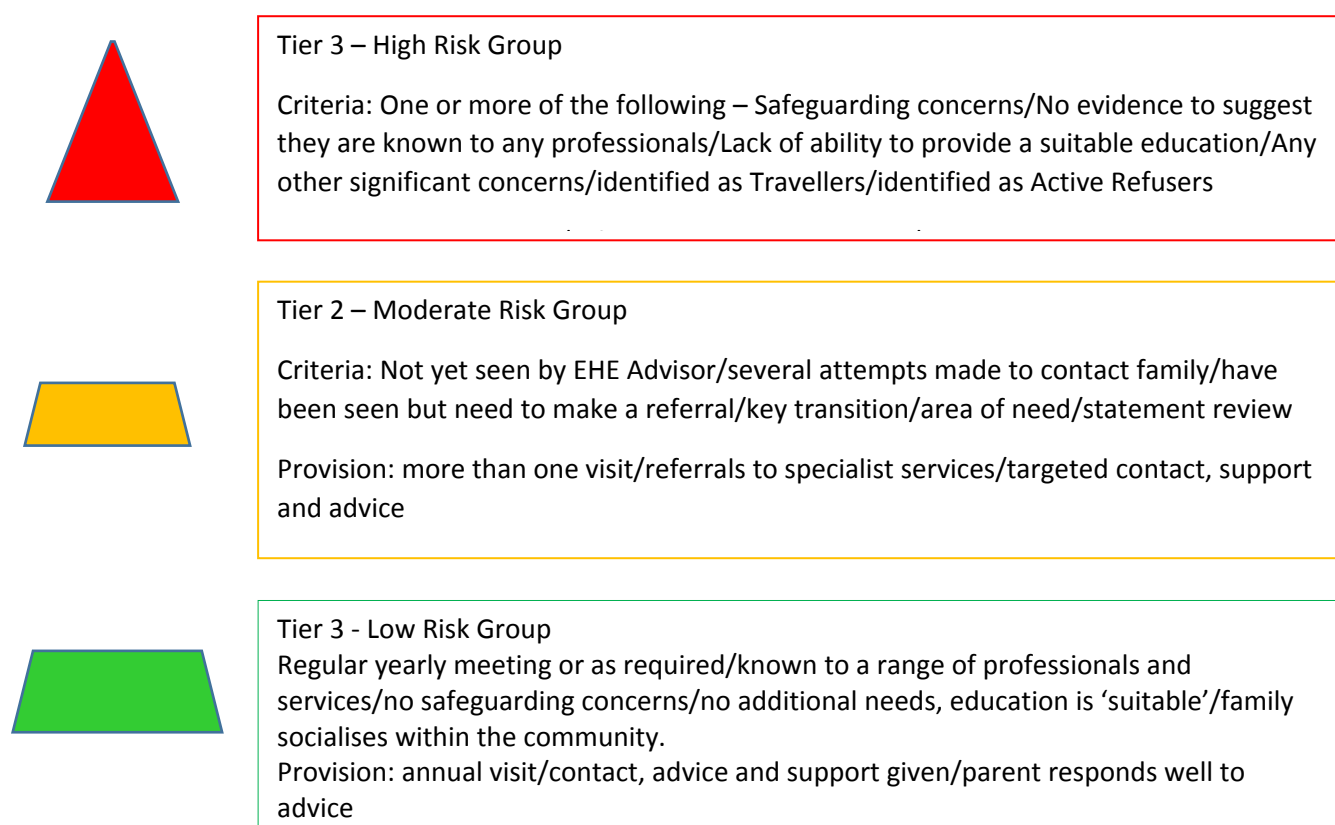 Tier 3 – High Risk Group
Criteria: One or more of the following – Safeguarding concerns/No evidence to suggest
they are known to any professionals/Lack of ability to provide a suitable education/Any
other significant concerns/identified as Travellers/identified as Active Refusers
Tier 2 – Moderate Risk Group
Criteria: Not yet seen by EHE Advisor/several attempts made to contact family/have
been seen but need to make a referral/key transition/area of need/statement review
Provision: more than one visit/referrals to specialist services/targeted contact, support
and advice
Tier 3 - Low Risk Group
Regular yearly meeting or as required/known to a range of professionals and
services/no safeguarding concerns/no additional needs, education is ‘suitable’/family
socialises within the community.
Provision: annual visit/contact, advice and support given/parent responds well to
advice